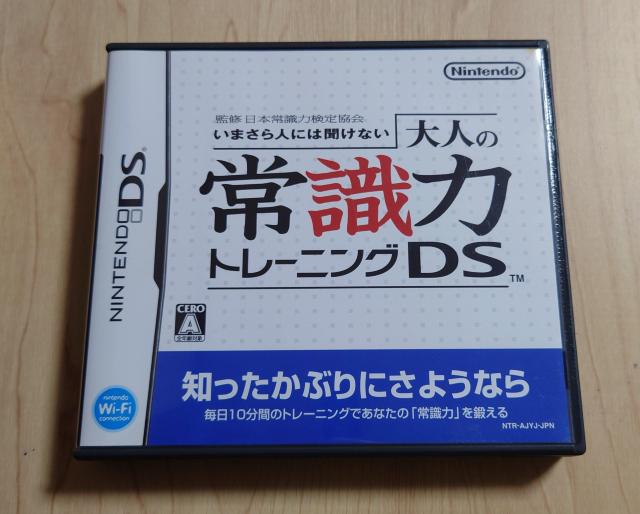 Nintendo
監修 日本常識力検定協会
いまさら人には聞けない
大人の
常識力
トレーニングDS™
NINTENDO DS®
CERO
A
全年齢対象
nintendo
Wi-Fi
connection
知ったかぶりにさようなら
毎日10分間のトレーニングであなたの「常識力」を鍛える
NTR-AJYJ-JPN